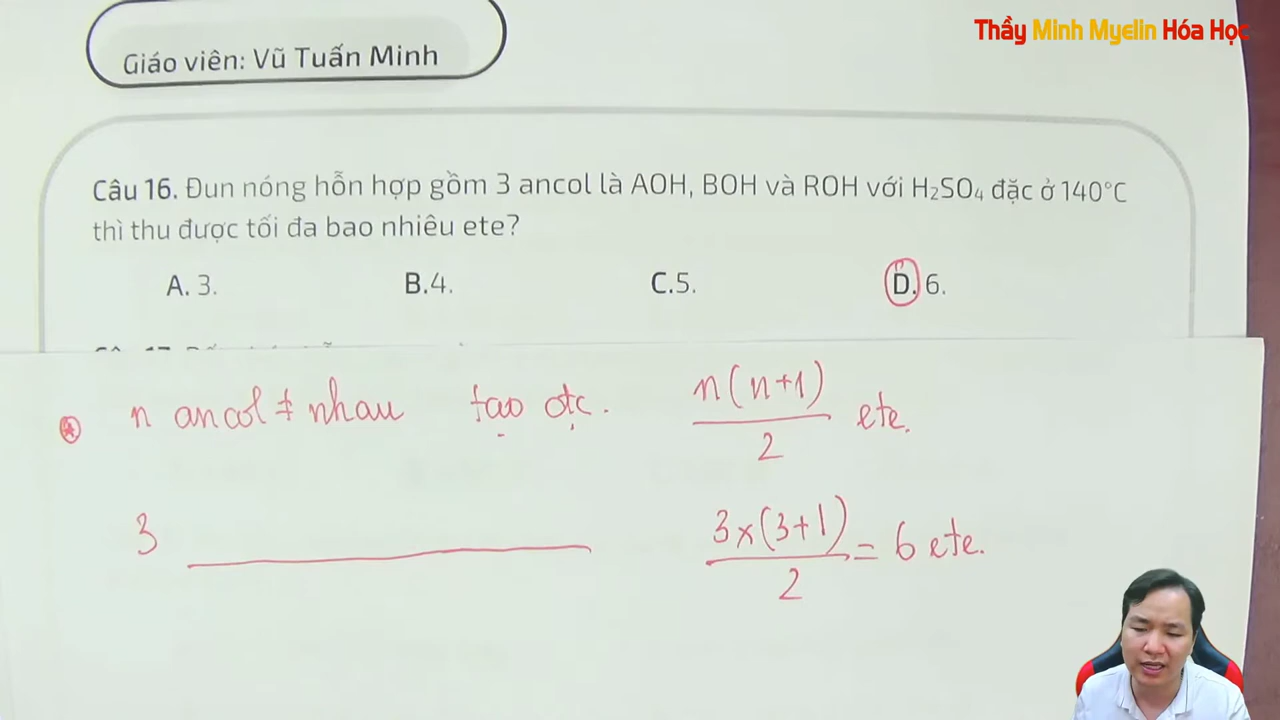 Thầy Minh Myelin Hóa Học
Giáo viên: Vũ Tuấn Minh
Câu 16. Đun nóng hỗn hợp gồm 3 ancol là AOH, BOH và ROH với H₂SO₄ đặc ở 140°C
thì thu được tối đa bao nhiêu ete?
A. 3. B.4. C.5. D. 6.
n ancol ≠ nhau tạo đc. n(n+1)/2 ete.
3 3x(3+1)/2 = 6 ete.